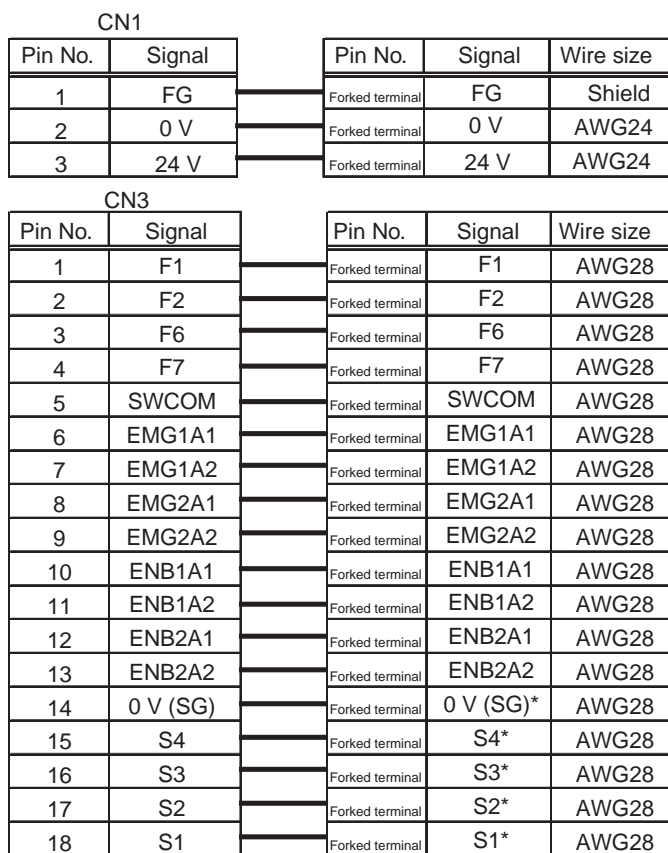 CN1
Pin No. Signal Pin No. Signal Wire size
1 FG Forked terminal FG Shield
2 0 V Forked terminal 0 V AWG24
3 24 V Forked terminal 24 V AWG24
CN3
Pin No. Signal Pin No. Signal Wire size
1 F1 Forked terminal F1 AWG28
2 F2 Forked terminal F2 AWG28
3 F6 Forked terminal F6 AWG28
4 F7 Forked terminal F7 AWG28
5 SWCOM Forked terminal SWCOM AWG28
6 EMG1A1 Forked terminal EMG1A1 AWG28
7 EMG1A2 Forked terminal EMG1A2 AWG28
8 EMG2A1 Forked terminal EMG2A1 AWG28
9 EMG2A2 Forked terminal EMG2A2 AWG28
10 ENB1A1 Forked terminal ENB1A1 AWG28
11 ENB1A2 Forked terminal ENB1A2 AWG28
12 ENB2A1 Forked terminal ENB2A1 AWG28
13 ENB2A2 Forked terminal ENB2A2 AWG28
14 0 V (SG) Forked terminal 0 V (SG)* AWG28
15 S4 Forked terminal S4* AWG28
16 S3 Forked terminal S3* AWG28
17 S2 Forked terminal S2* AWG28
18 S1 Forked terminal S1* AWG28